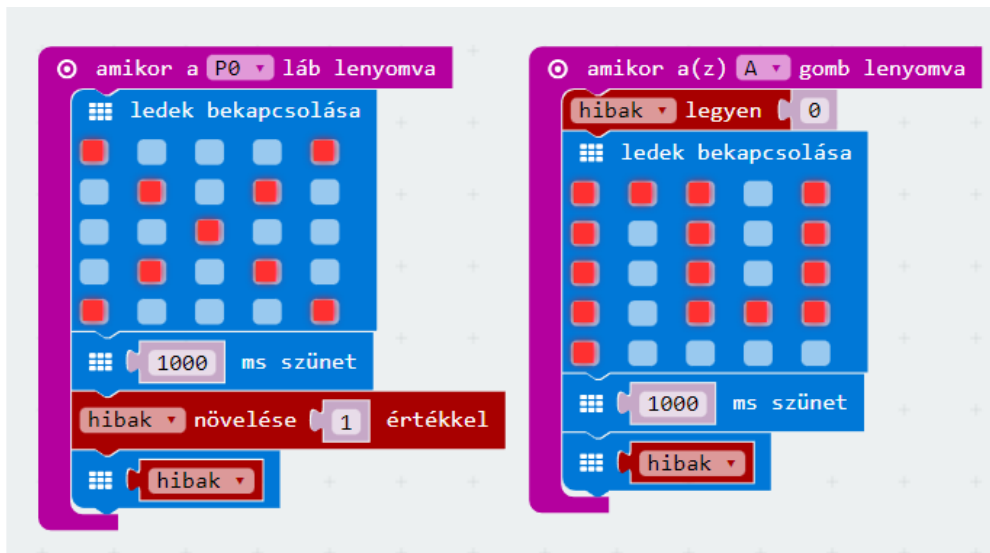 amikor a P0 láb lenyomva
ledek bekapcsolása
1000 ms szünet
hibak növelése 1 értékkel
hibak
amikor a(z) A gomb lenyomva
hibak legyen 0
ledek bekapcsolása
1000 ms szünet
hibak